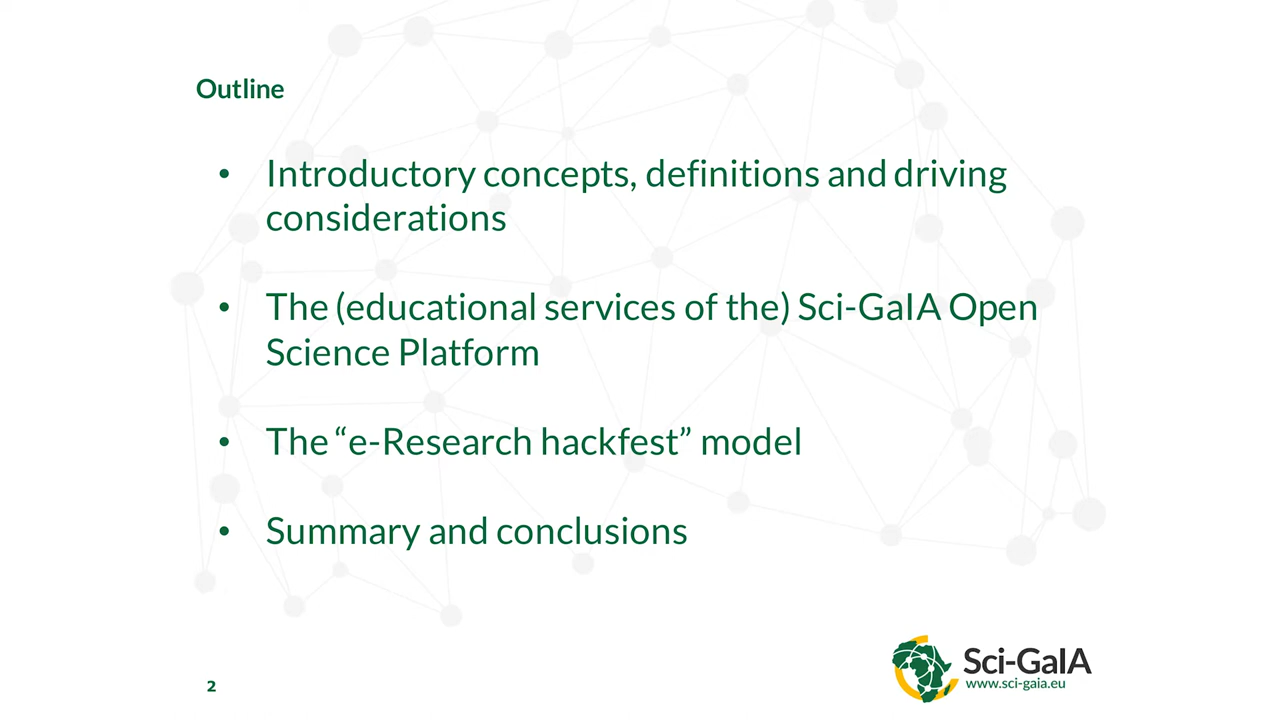 Outline
• Introductory concepts, definitions and driving
considerations
• The (educational services of the) Sci-GaIA Open
Science Platform
• The “e-Research hackfest” model
• Summary and conclusions
Sci-GaIA
www.sci-gaia.eu
2